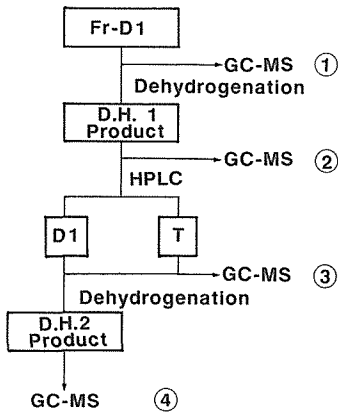 Fr-D1
GC-MS ①
Dehydrogenation
D.H. 1
Product
GC-MS ②
HPLC
D1 T
GC-MS ③
Dehydrogenation
D.H.2
Product
GC-MS ④